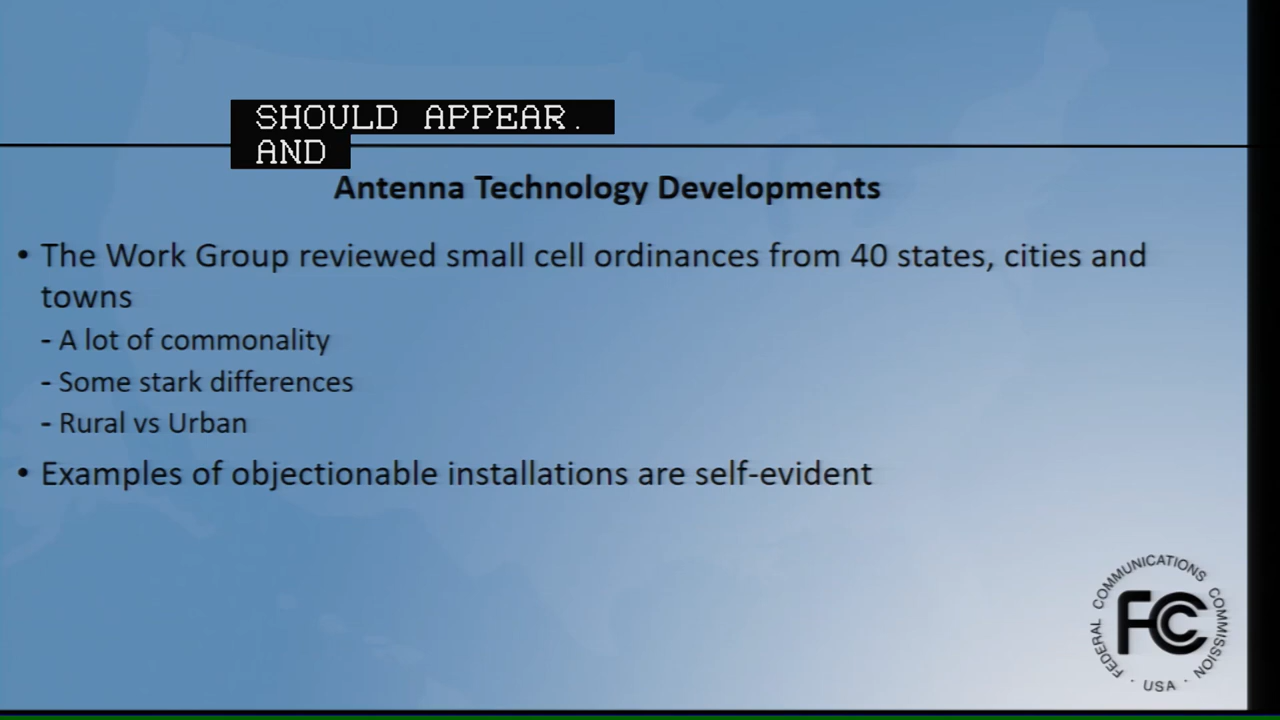 SHOULD APPEAR.
AND
Antenna Technology Developments
• The Work Group reviewed small cell ordinances from 40 states, cities and
towns
- A lot of commonality
- Some stark differences
- Rural vs Urban
• Examples of objectionable installations are self-evident
FEDERAL COMMUNICATIONS COMMISSION · USA ·
FCC